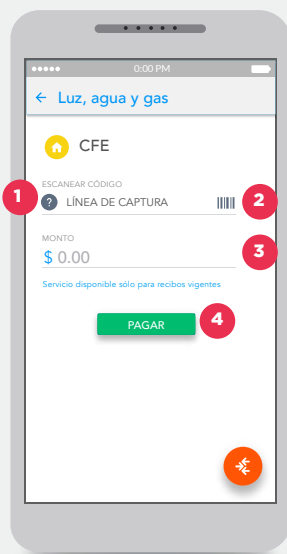 0:00 PM
Luz, agua y gas
CFE
ESCANEAR CÓDIGO
1
? LÍNEA DE CAPTURA
2
MONTO
$ 0.00
3
Servicio disponible sólo para recibos vigentes
PAGAR
4